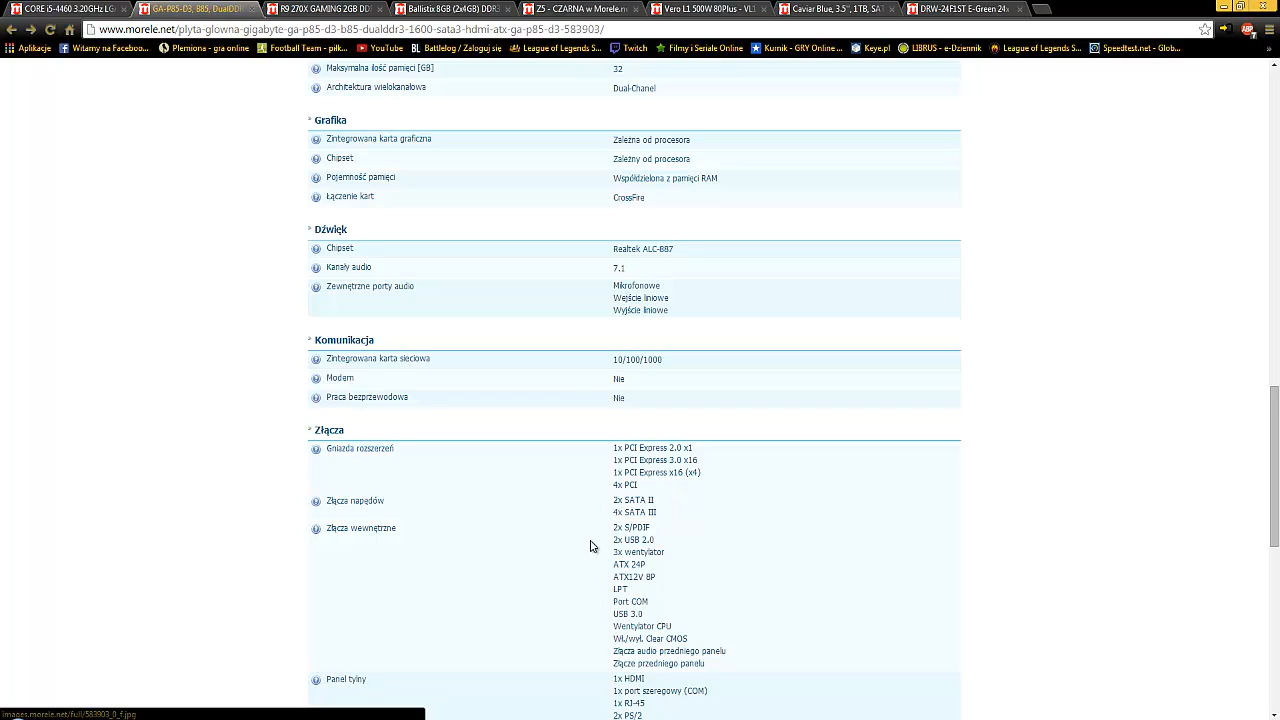 CORE i5-4460 3.20GHz LGA
GA-P85-D3, B85, DualDD
R9 270X GAMING 2GB DD
Ballistix 8GB (2x4GB) DDR3
Z5 - CZARNA w Morele.n
Vero L1 500W 80Plus - VL1
Caviar Blue, 3.5", 1TB, SA
DRW-24F1ST E-Green 24x
www.morele.net/plyta-glowna-gigabyte-ga-p85-d3-b85-dualddr3-1600-sata3-hdmi-atx-ga-p85-d3-583903/
Aplikacje
Witamy na Faceboo...
Plemiona - gra online
Football Team - piłk...
YouTube
Battlelog / Zaloguj się
League of Legends S...
Twitch
Filmy i Seriale Online
Kurnik - GRY Online ...
Keye.pl
LIBRUS - e-Dziennik
League of Legends S...
Speedtest.net - Glob...
Maksymalna ilość pamięci [GB] 32
Architektura wielokanałowa Dual-Chanel
Grafika
Zintegrowana karta graficzna Zależna od procesora
Chipset Zależny od procesora
Pojemność pamięci Współdzielona z pamięci RAM
Łączenie kart CrossFire
Dźwięk
Chipset Realtek ALC-887
Kanały audio 7.1
Zewnętrzne porty audio Mikrofonowe
Wejście liniowe
Wyjście liniowe
Komunikacja
Zintegrowana karta sieciowa 10/100/1000
Modem Nie
Praca bezprzewodowa Nie
Złącza
Gniazda rozszerzeń 1x PCI Express 2.0 x1
1x PCI Express 3.0 x16
1x PCI Express x16 (x4)
4x PCI
Złącza napędów 2x SATA II
4x SATA III
Złącza wewnętrzne 2x S/PDIF
2x USB 2.0
3x wentylator
ATX 24P
ATX12V 8P
LPT
Port COM
USB 3.0
Wentylator CPU
Wł./wył. Clear CMOS
Złącza audio przedniego panelu
Złącze przedniego panelu
Panel tylny 1x HDMI
1x port szeregowy (COM)
1x RJ-45
2x PS/2
images.morele.net/full/583903_0_f.jpg